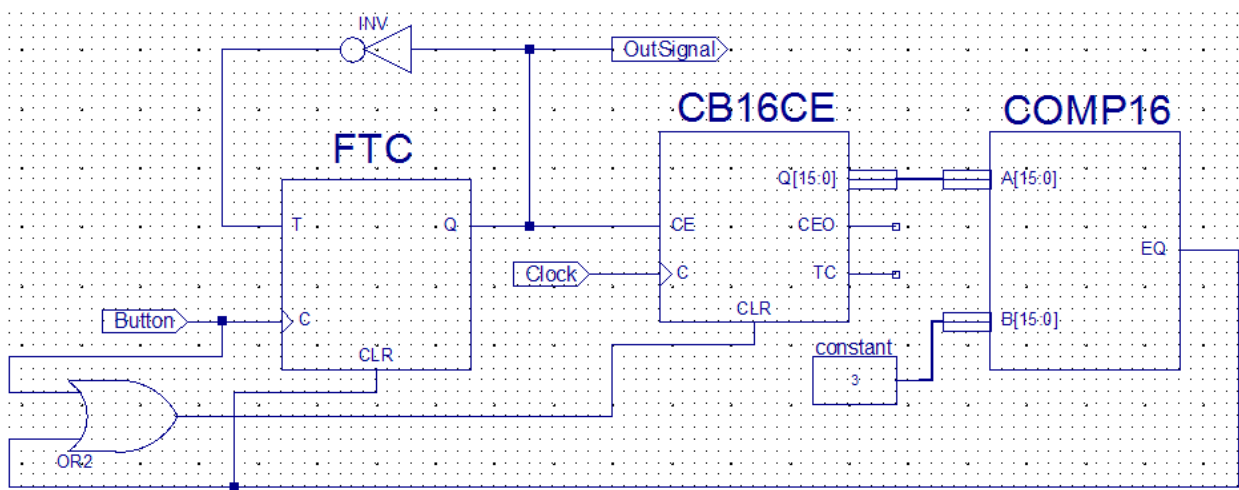 INV
OutSignal
CB16CE
COMP16
FTC
Q[15:0]
A[15:0]
T
Q
CE
CEO
EQ
Clock
C
TC
Button
C
CLR
B[15:0]
CLR
constant
3
OR2